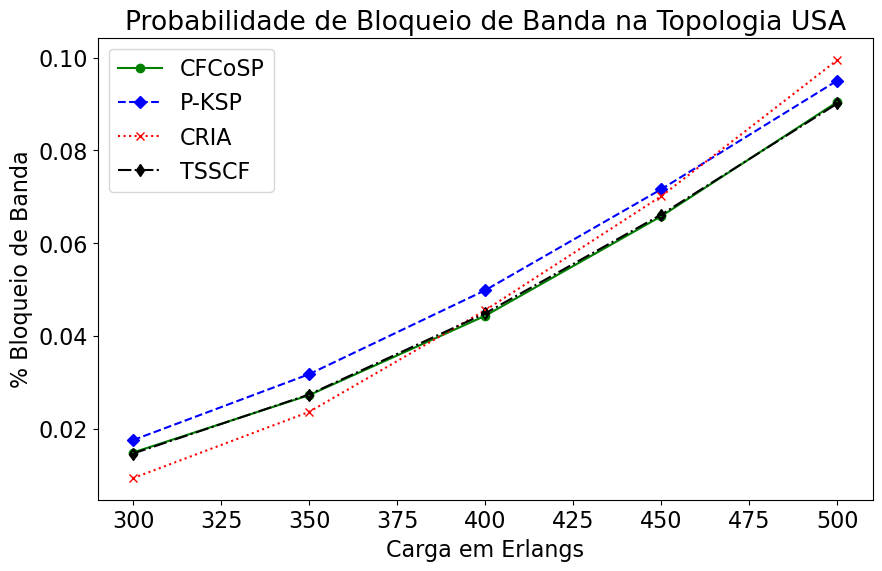 Probabilidade de Bloqueio de Banda na Topologia USA
CFCoSP
P-KSP
CRIA
TSSCF
% Bloqueio de Banda
0.10
0.08
0.06
0.04
0.02
300 325 350 375 400 425 450 475 500
Carga em Erlangs